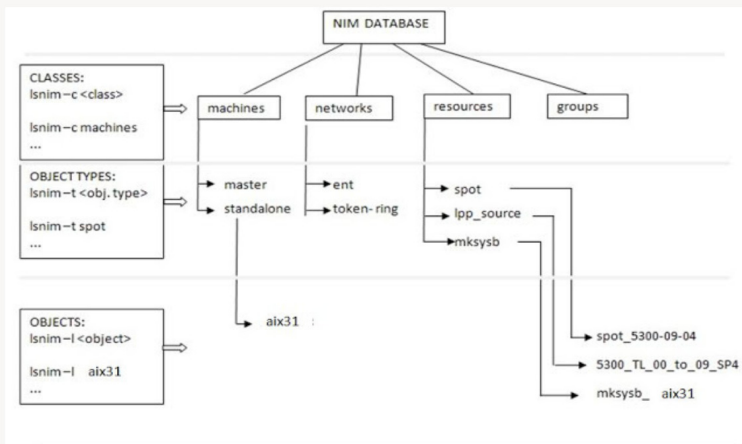 NIM DATABASE
CLASSES:
lsnim –c <class>
lsnim –c machines
...
machines
networks
resources
groups
OBJECT TYPES:
lsnim –t <obj. type>
lsnim –t spot
...
master
standalone
ent
token- ring
spot
lpp_source
mksysb
OBJECTS:
lsnim –l <object>
lsnim –l aix31
...
aix31 :
spot_5300-09-04
5300_TL_00_to_09_SP4
mksysb_ aix31